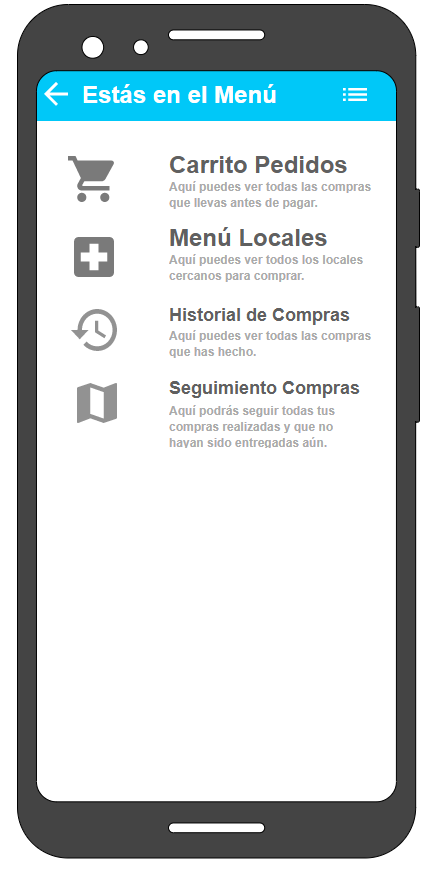 Estás en el Menú
Carrito Pedidos
Aquí puedes ver todas las compras
que llevas antes de pagar.
Menú Locales
Aquí puedes ver todos los locales
cercanos para comprar.
Historial de Compras
Aquí puedes ver todas las compras
que has hecho.
Seguimiento Compras
Aquí podrás seguir todas tus
compras realizadas y que no
hayan sido entregadas aún.